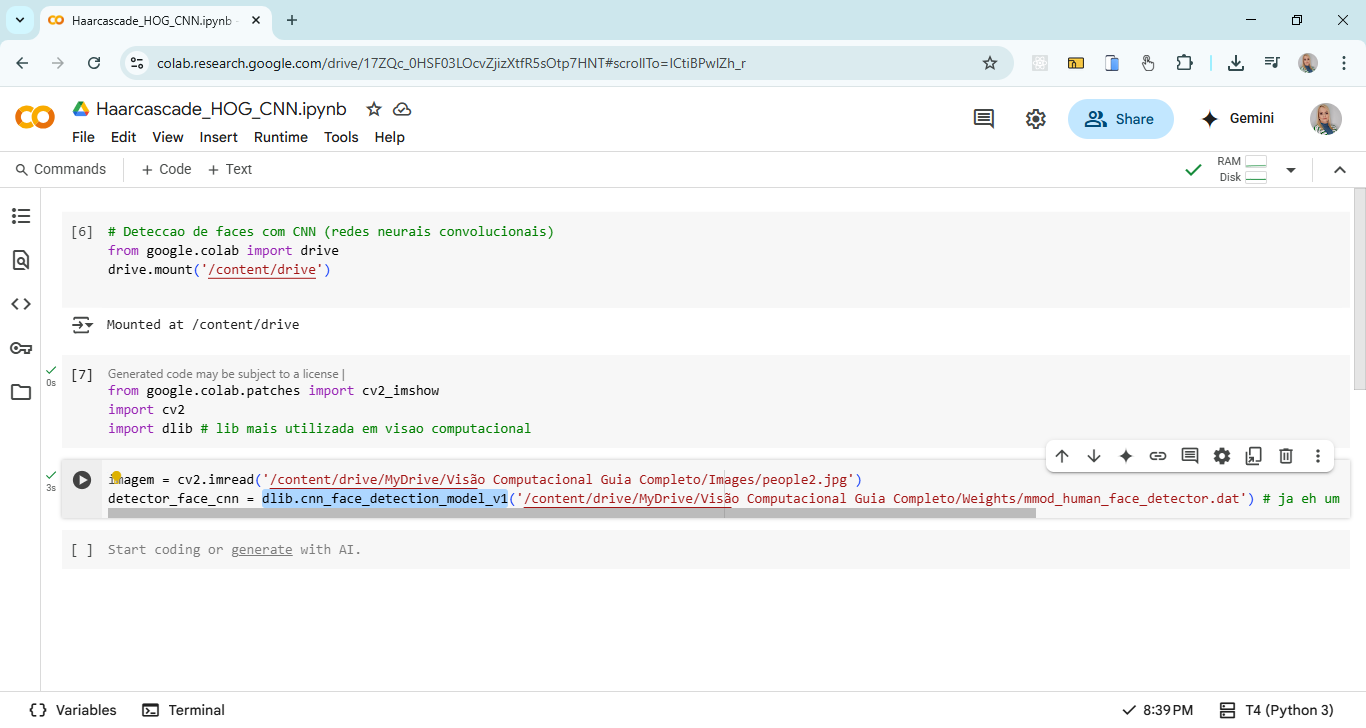 Haarcascade_HOG_CNN.ipynb -
colab.research.google.com/drive/17ZQc_0HSF03LOcvZjizXtfR5sOtp7HNT#scrollTo=ICtiBPwIZh_r
Haarcascade_HOG_CNN.ipynb
File Edit View Insert Runtime Tools Help
Share
Gemini
Commands + Code + Text
RAM
Disk
[6] # Deteccao de faces com CNN (redes neurais convolucionais)
from google.colab import drive
drive.mount('/content/drive')
Mounted at /content/drive
0s
[7] Generated code may be subject to a license |
from google.colab.patches import cv2_imshow
import cv2
import dlib # lib mais utilizada em visao computacional
3s
imagem = cv2.imread('/content/drive/MyDrive/Visão Computacional Guia Completo/Images/people2.jpg')
detector_face_cnn = dlib.cnn_face_detection_model_v1('/content/drive/MyDrive/Visão Computacional Guia Completo/Weights/mmod_human_face_detector.dat') # ja eh um
[ ] Start coding or generate with AI.
Variables Terminal
8:39 PM T4 (Python 3)